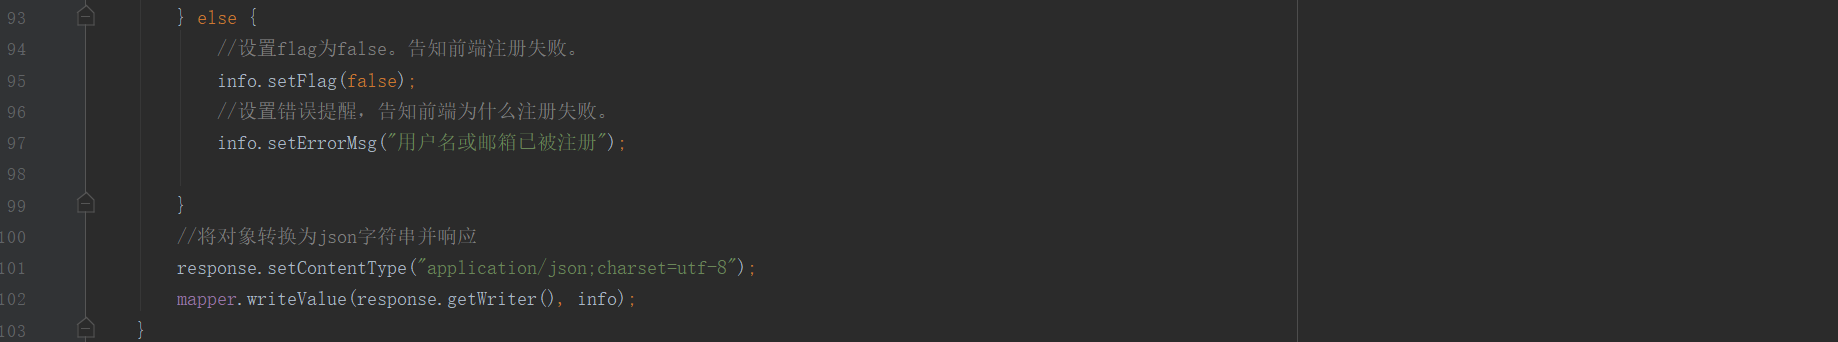 93 } else {
94 //设置flag为false。告知前端注册失败。
95 info.setFlag(false);
96 //设置错误提醒，告知前端为什么注册失败。
97 info.setErrorMsg("用户名或邮箱已被注册");
98
99 }
100 //将对象转换为json字符串并响应
101 response.setContentType("application/json;charset=utf-8");
102 mapper.writeValue(response.getWriter(), info);
103 }